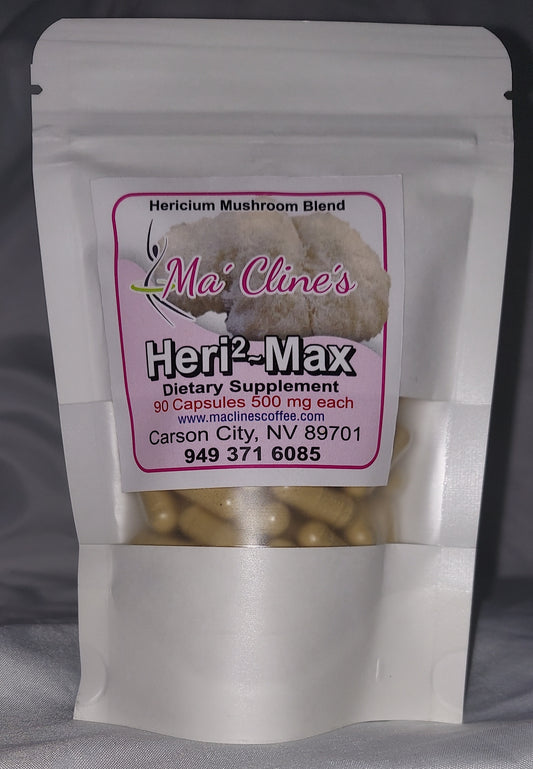 Hericium Mushroom Blend
Ma' Cline's
Heri²~Max
Dietary Supplement
90 Capsules 500 mg each
www.maclinescoffee.com
Carson City, NV 89701
949 371 6085